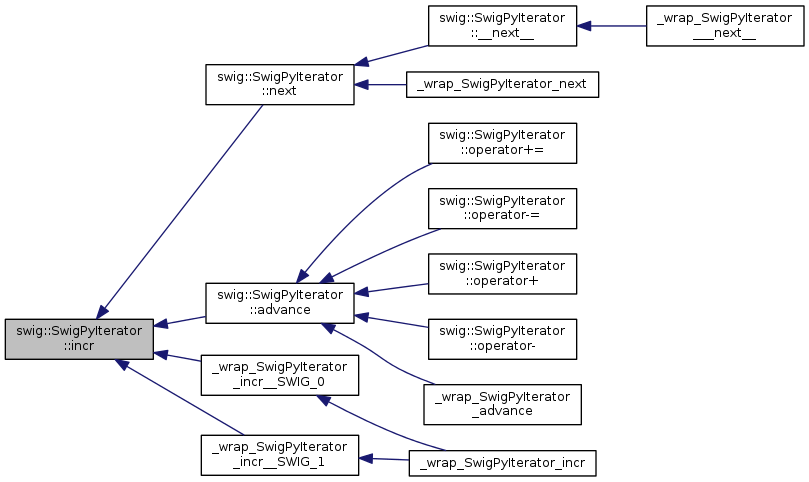 swig::SwigPyIterator
::__next__
_wrap_SwigPyIterator
___next__
swig::SwigPyIterator
::next
_wrap_SwigPyIterator_next
swig::SwigPyIterator
::operator+=
swig::SwigPyIterator
::operator-=
swig::SwigPyIterator
::operator+
swig::SwigPyIterator
::advance
swig::SwigPyIterator
::incr
swig::SwigPyIterator
::operator-
_wrap_SwigPyIterator
_incr__SWIG_0
_wrap_SwigPyIterator
_advance
_wrap_SwigPyIterator
_incr__SWIG_1
_wrap_SwigPyIterator_incr